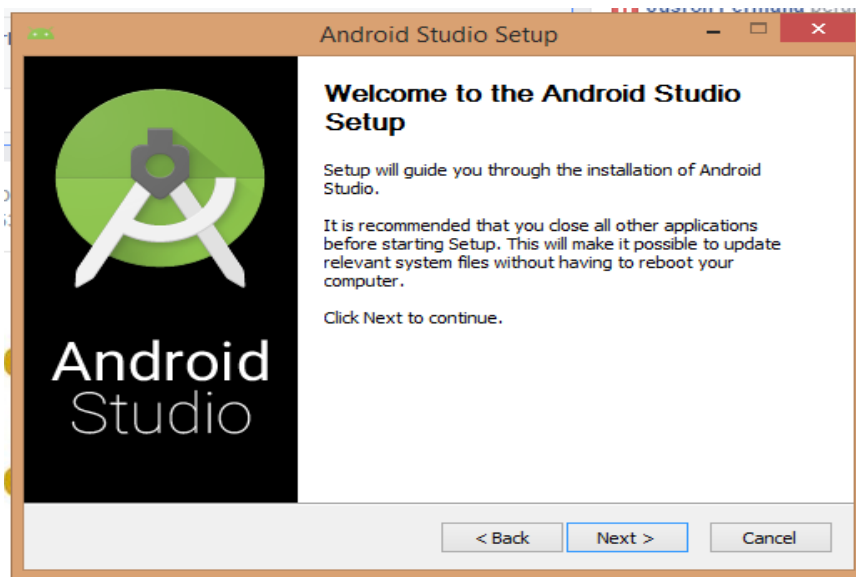 Android Studio Setup
Welcome to the Android Studio
Setup
Setup will guide you through the installation of Android
Studio.
It is recommended that you close all other applications
before starting Setup. This will make it possible to update
relevant system files without having to reboot your
computer.
Click Next to continue.
Android
Studio
< Back Next > Cancel